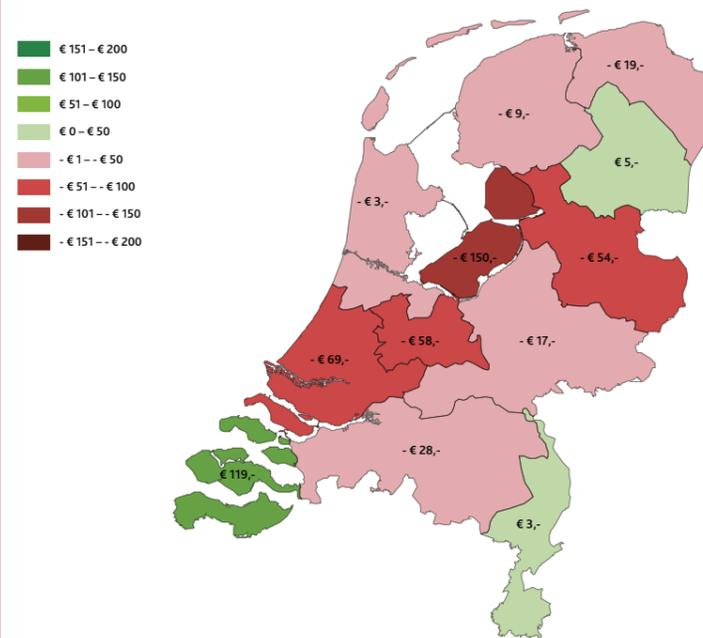 € 151 – € 200
€ 101 – € 150
€ 51 – € 100
€ 0 – € 50
- € 1 – - € 50
- € 51 – - € 100
- € 101 – - € 150
- € 151 – - € 200
- € 19,-
- € 9,-
€ 5,-
- € 3,-
- € 150,-
- € 54,-
- € 58,-
- € 17,-
- € 69,-
- € 28,-
€ 119,-
€ 3,-